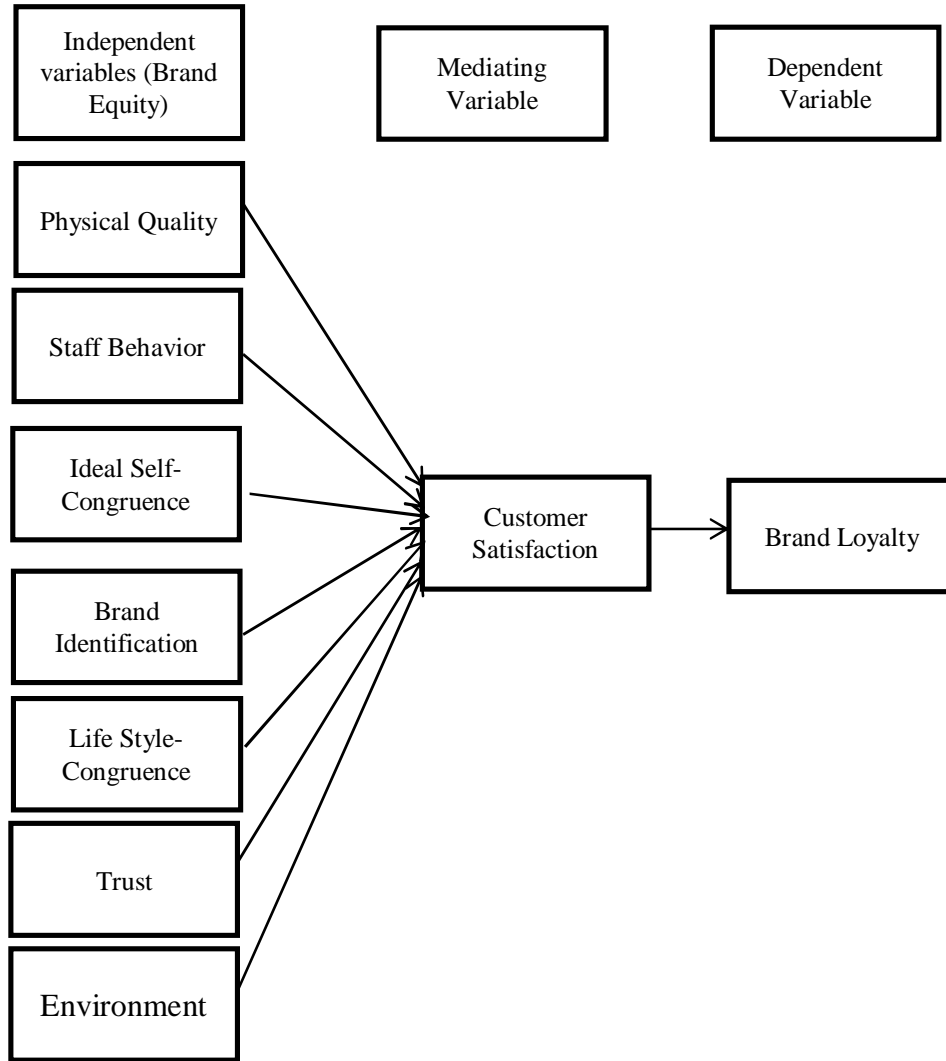 Independent
variables (Brand
Equity)
Mediating
Variable
Dependent
Variable
Physical Quality
Staff Behavior
Ideal Self-
Congruence
Brand
Identification
Life Style-
Congruence
Trust
Environment
Customer
Satisfaction
Brand Loyalty